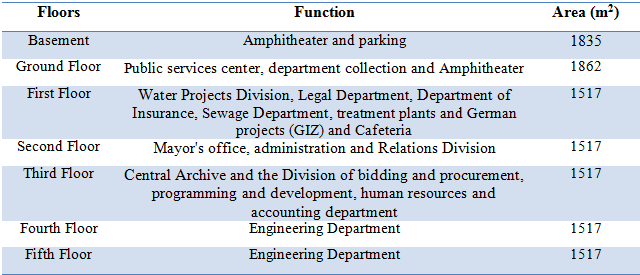 Floors Function Area (m²)
Basement Amphitheater and parking 1835
Ground Floor Public services center, department collection and Amphitheater 1862
First Floor Water Projects Division, Legal Department, Department of 1517
Insurance, Sewage Department, treatment plants and German
projects (GIZ) and Cafeteria
Second Floor Mayor's office, administration and Relations Division 1517
Third Floor Central Archive and the Division of bidding and procurement, 1517
programming and development, human resources and
accounting department
Fourth Floor Engineering Department 1517
Fifth Floor Engineering Department 1517